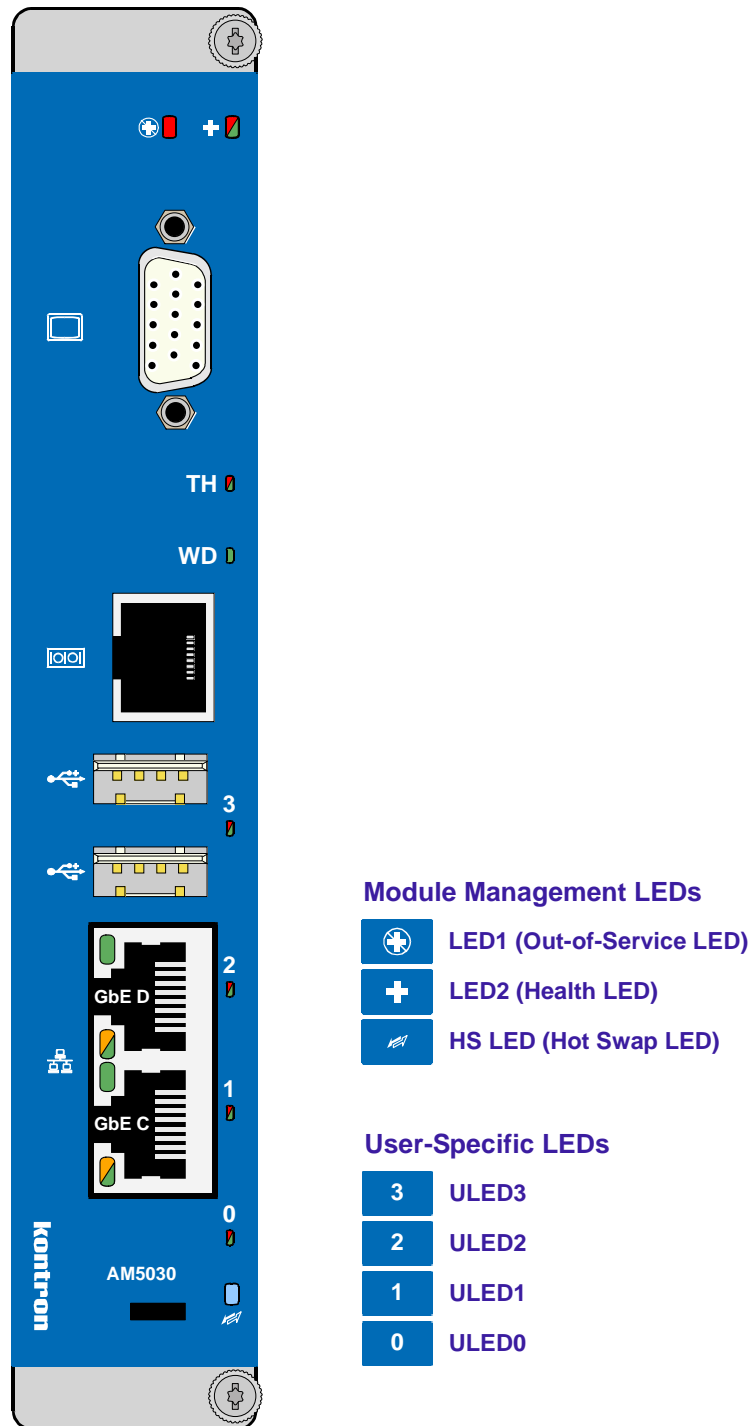 TH
WD
3
GbE D
2
GbE C
1
0
kontron
AM5030
Module Management LEDs
LED1 (Out-of-Service LED)
LED2 (Health LED)
HS LED (Hot Swap LED)
User-Specific LEDs
3 ULED3
2 ULED2
1 ULED1
0 ULED0